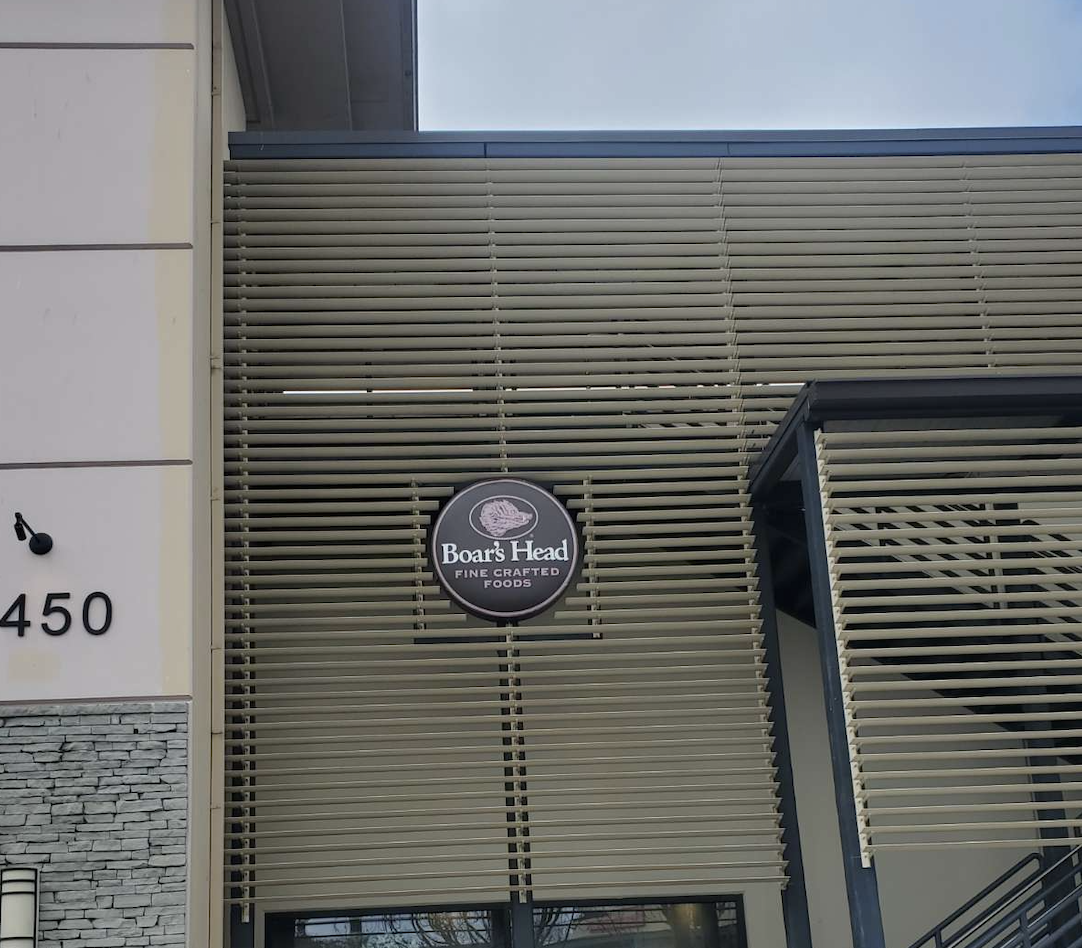 450
Boar's Head
FINE CRAFTED
FOODS